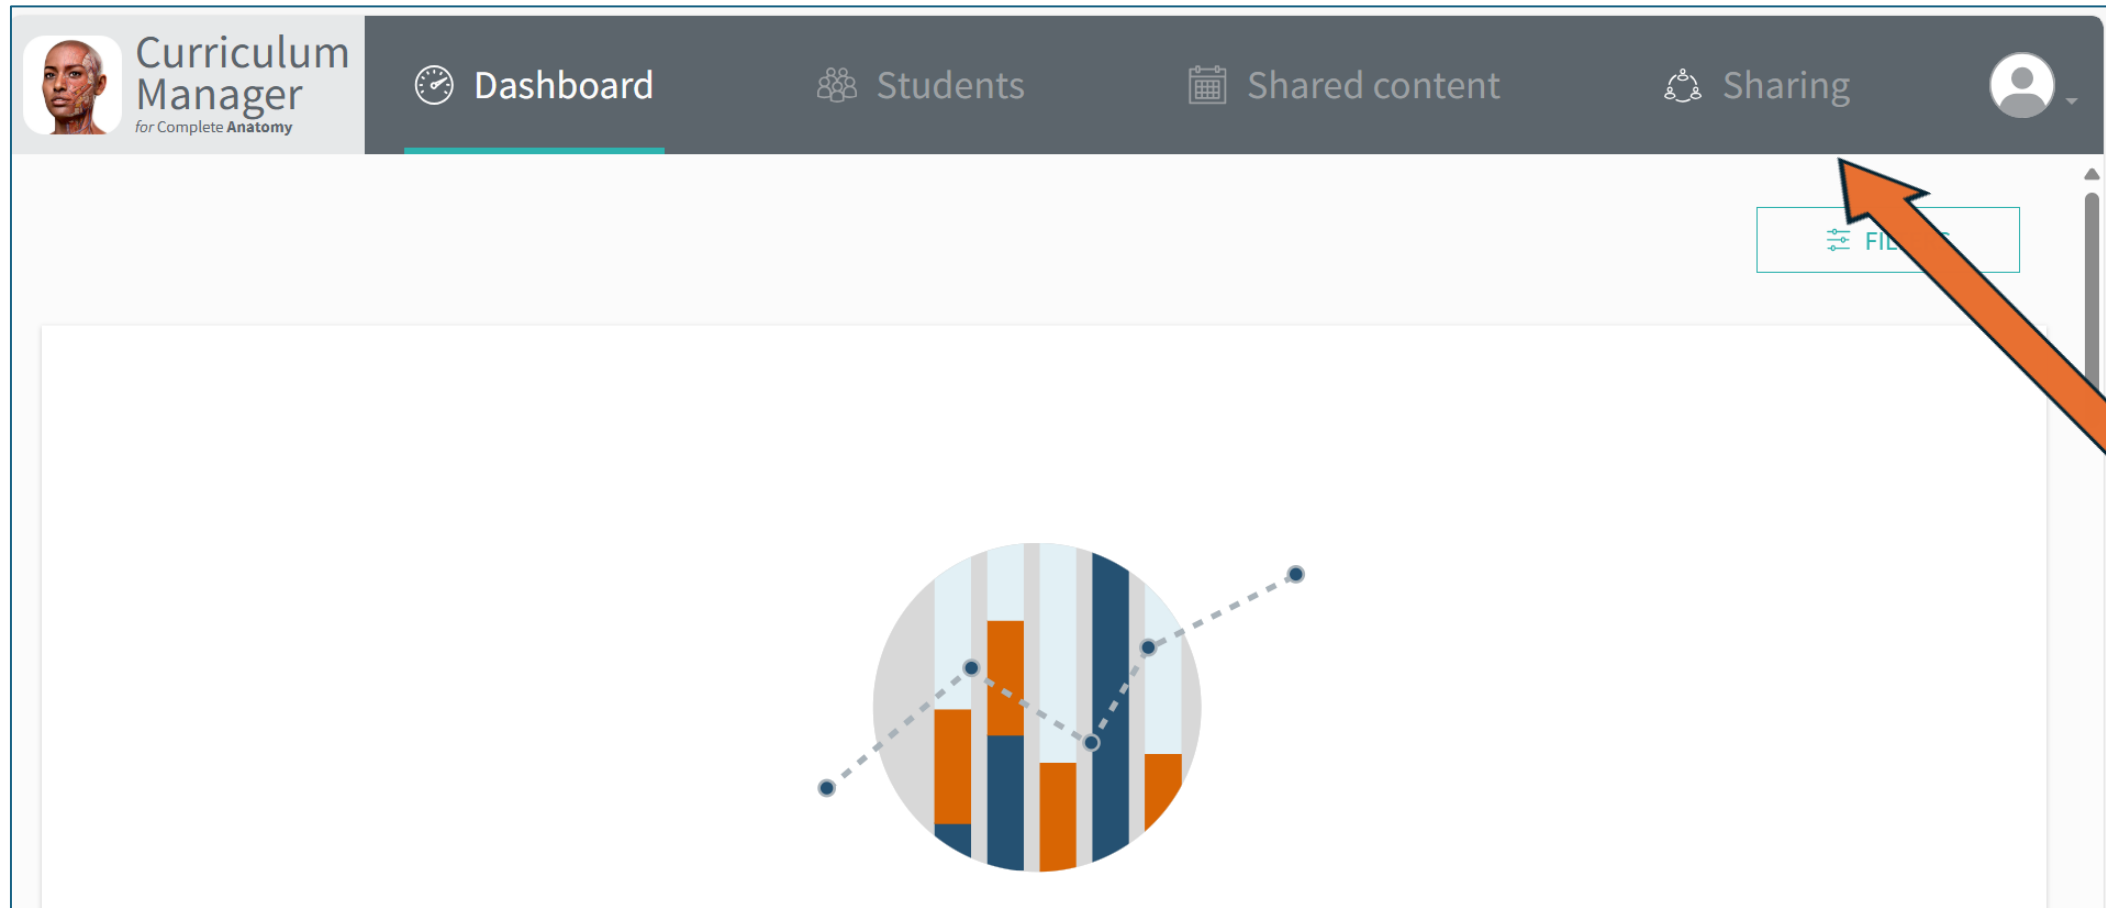 Curriculum
Manager
for Complete Anatomy
Dashboard
Students
Shared content
Sharing